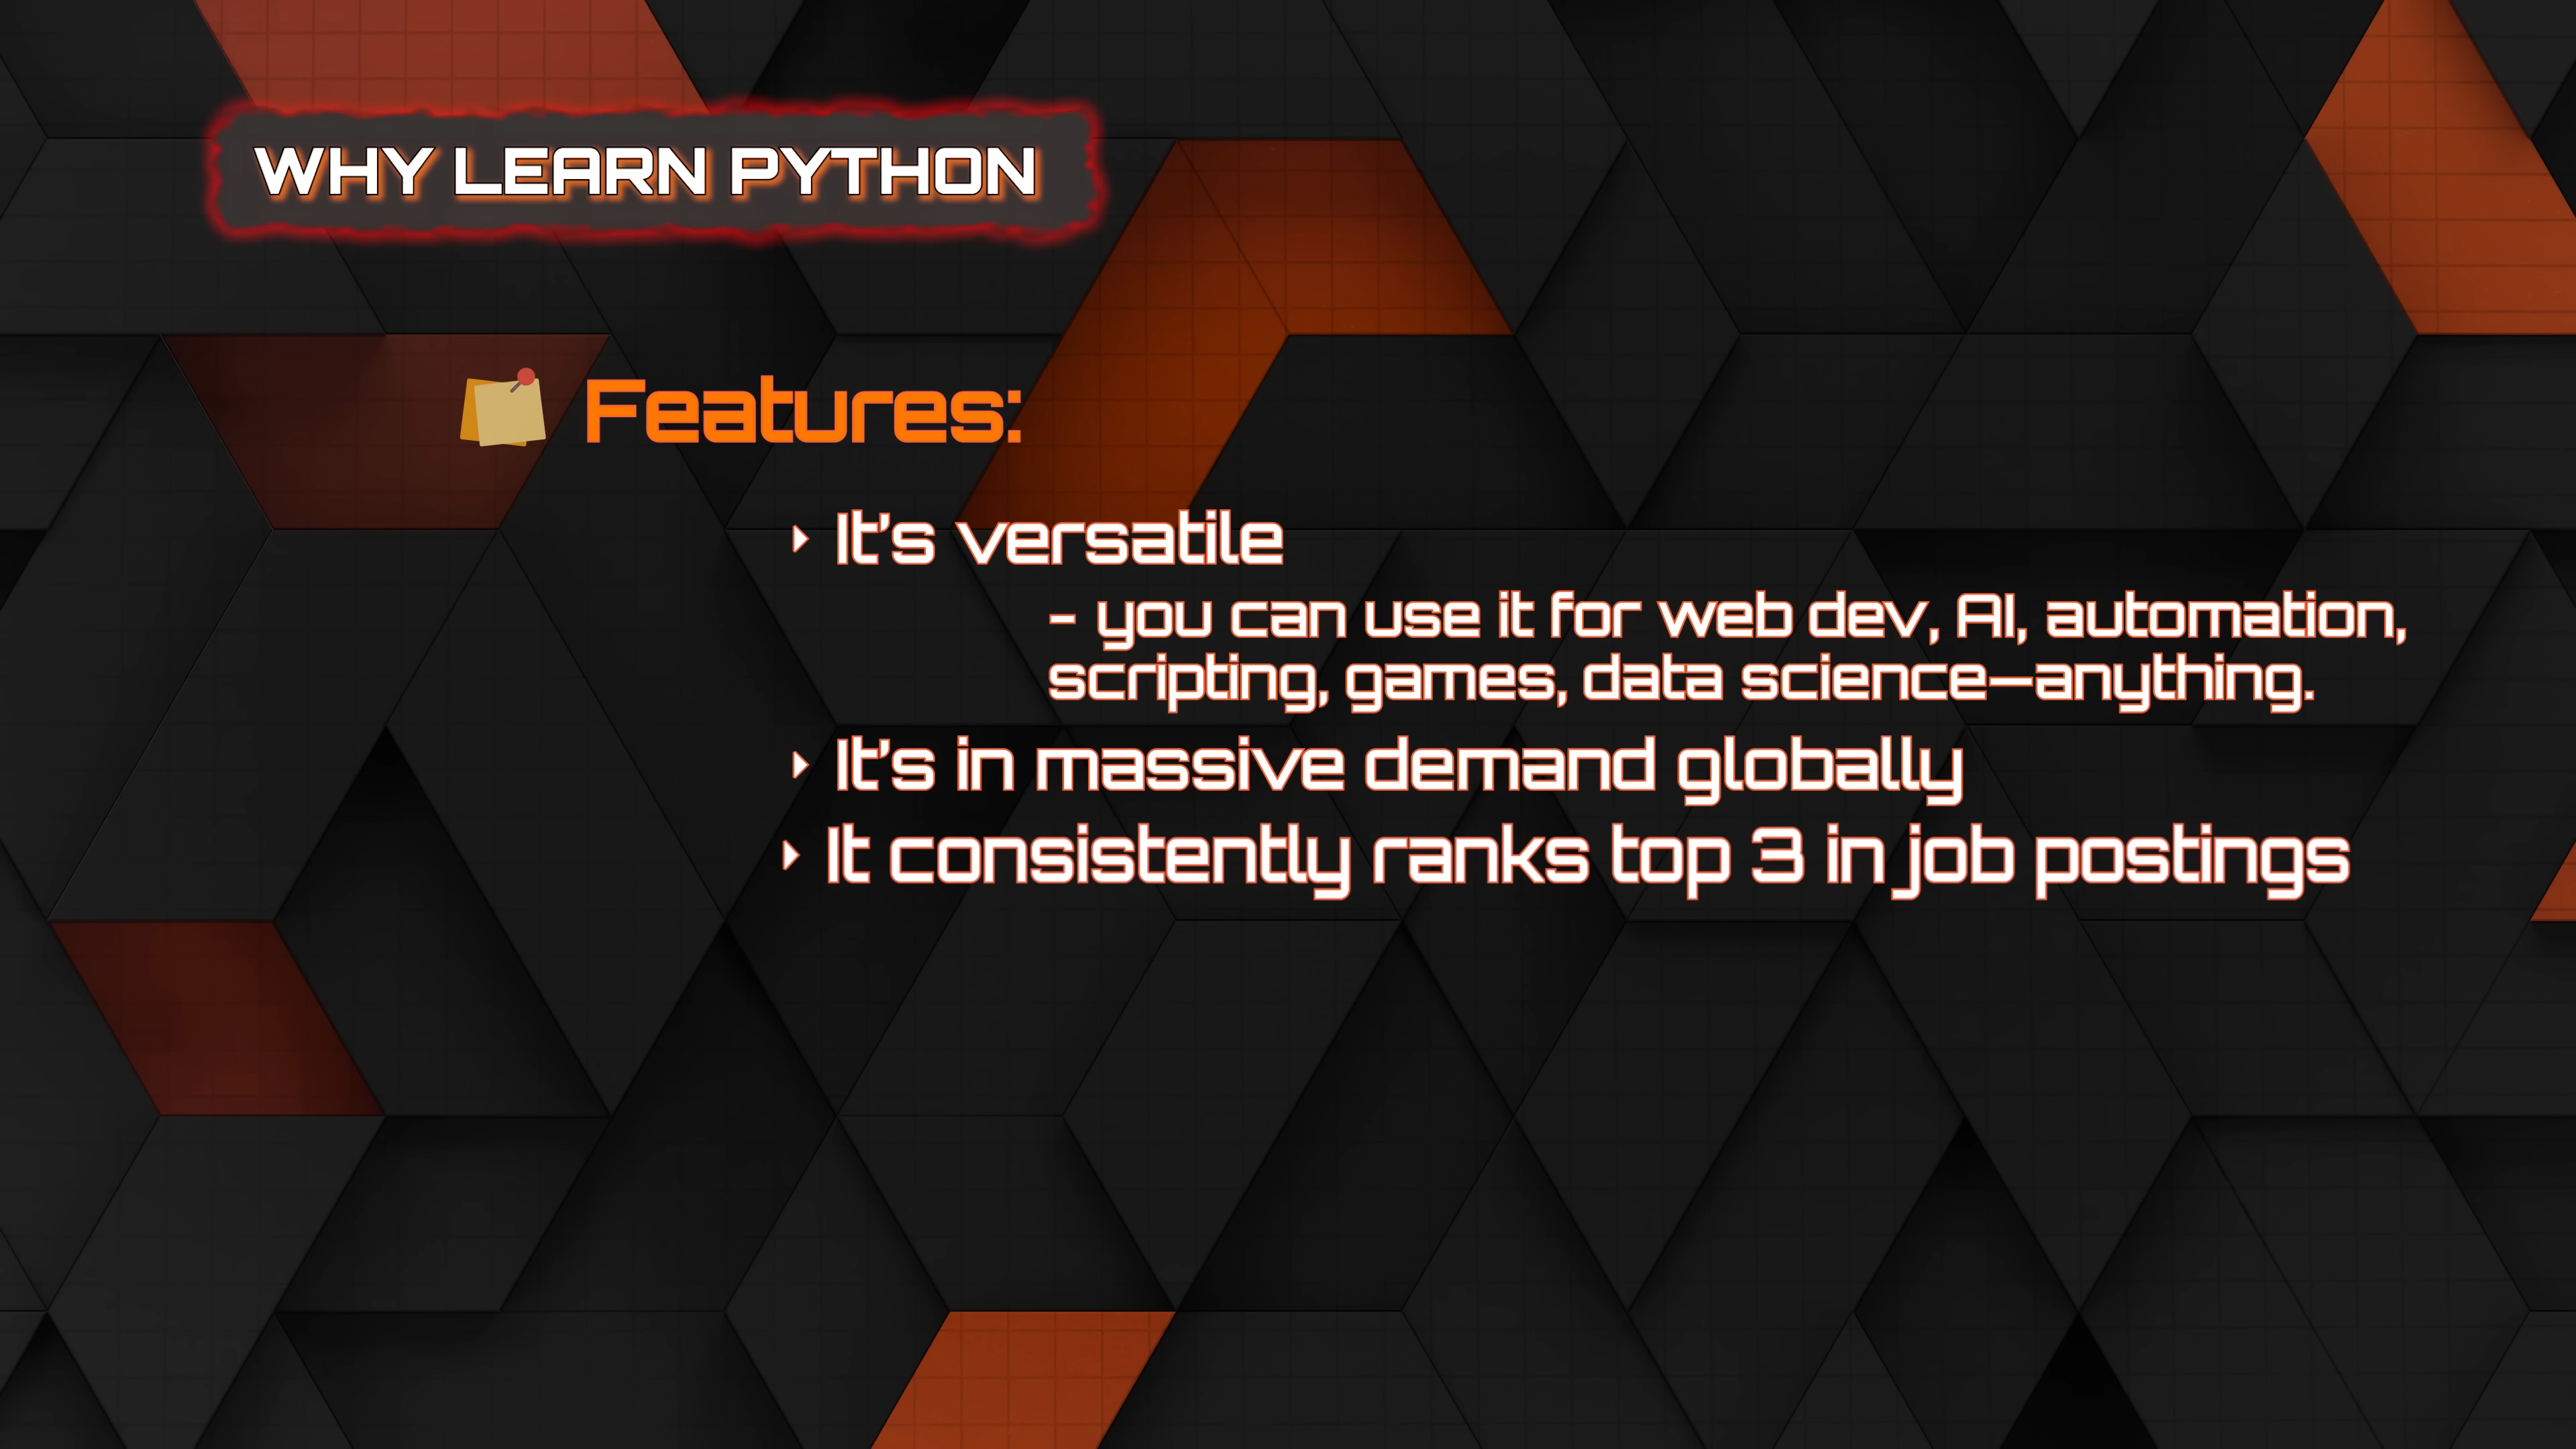 WHY LEARN PYTHON
Features:
It's versatile
- you can use it for web dev, AI, automation,
scripting, games, data science—anything.
It's in massive demand globally
It consistently ranks top 3 in job postings